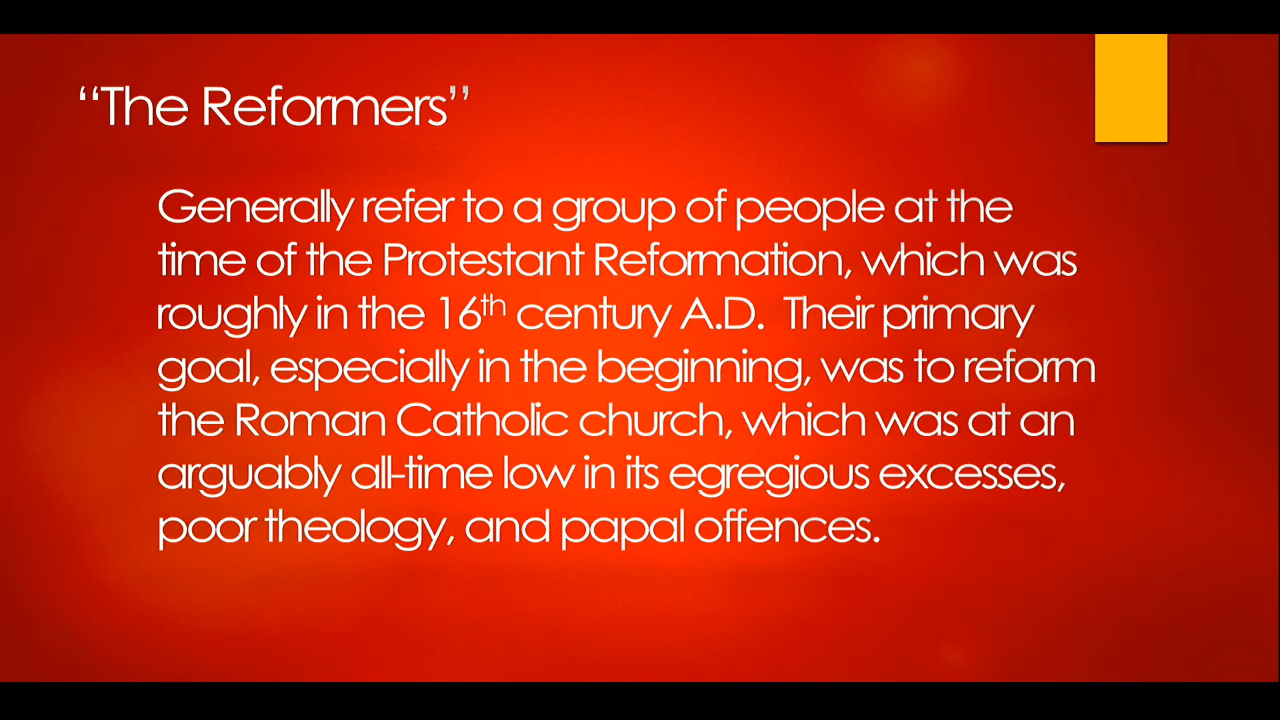 “The Reformers”
Generally refer to a group of people at the
time of the Protestant Reformation, which was
roughly in the 16th century A.D.  Their primary
goal, especially in the beginning, was to reform
the Roman Catholic church, which was at an
arguably all-time low in its egregious excesses,
poor theology, and papal offences.